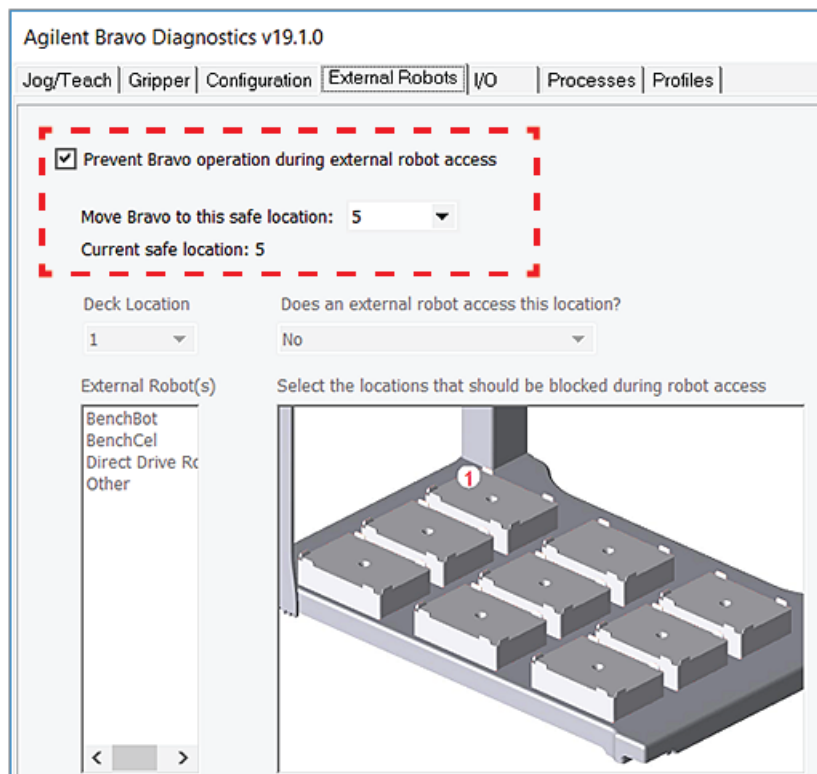 Agilent Bravo Diagnostics v19.1.0
Jog/Teach Gripper Configuration External Robots I/O Processes Profiles
Prevent Bravo operation during external robot access
Move Bravo to this safe location: 5
Current safe location: 5
Deck Location Does an external robot access this location?
1 No
External Robot(s) Select the locations that should be blocked during robot access
BenchBot
BenchCel
Direct Drive Rc
Other
1